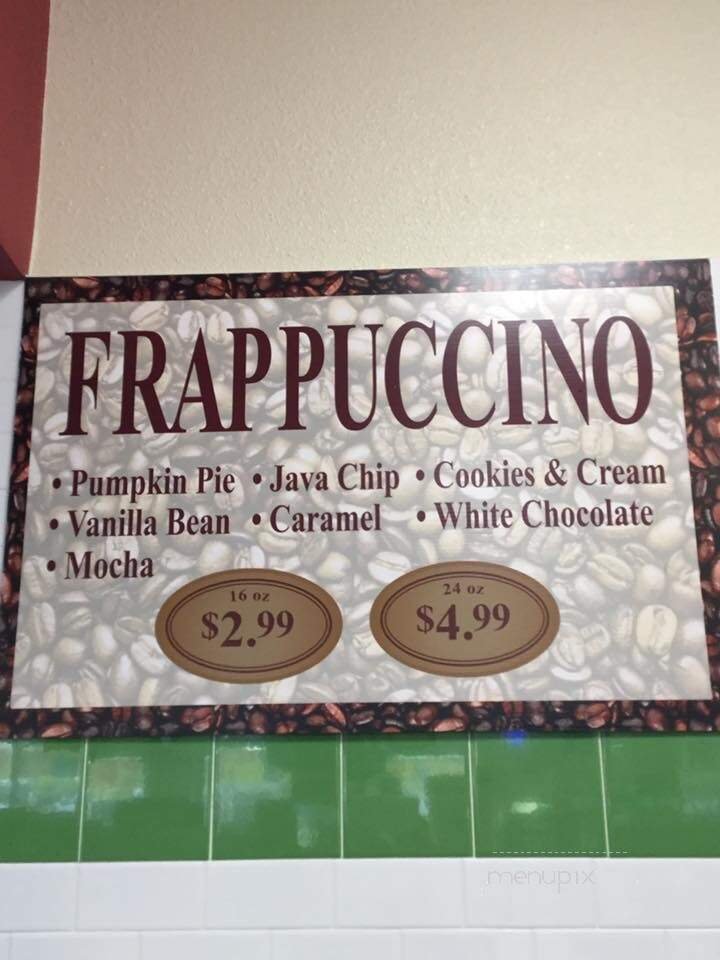 FRAPPUCCINO
• Pumpkin Pie • Java Chip • Cookies & Cream
• Vanilla Bean • Caramel • White Chocolate
• Mocha
16 oz
$2.99
24 oz
$4.99
menupix